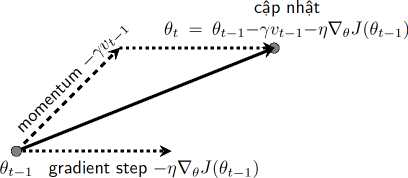 cập nhật
θ_t = θ_{t−1}−γv_{t−1}−η∇_θJ(θ_{t−1})
momentum −γv_{t−1}
θ_{t−1}
gradient step −η∇_θJ(θ_{t−1})